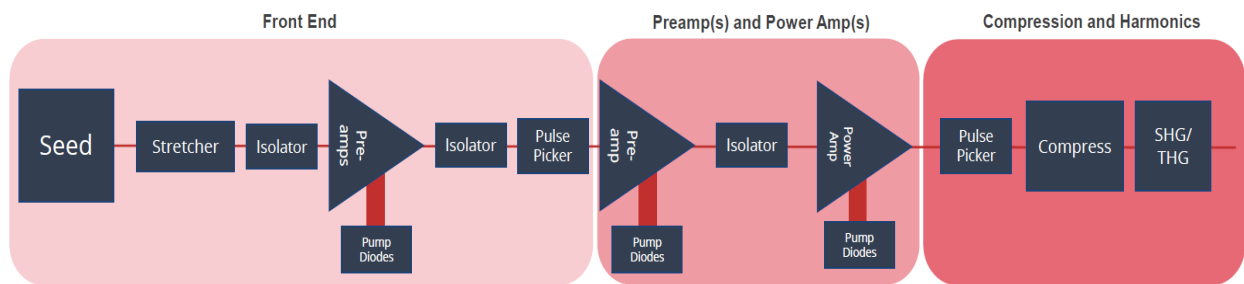 Front End
Preamp(s) and Power Amp(s)
Compression and Harmonics
Seed
Stretcher
Isolator
Pre-
amps
Isolator
Pulse
Picker
Pump
Diodes
Pre-
amp
Isolator
Power
Amp
Pump
Diodes
Pump
Diodes
Pulse
Picker
Compress
SHG/
THG